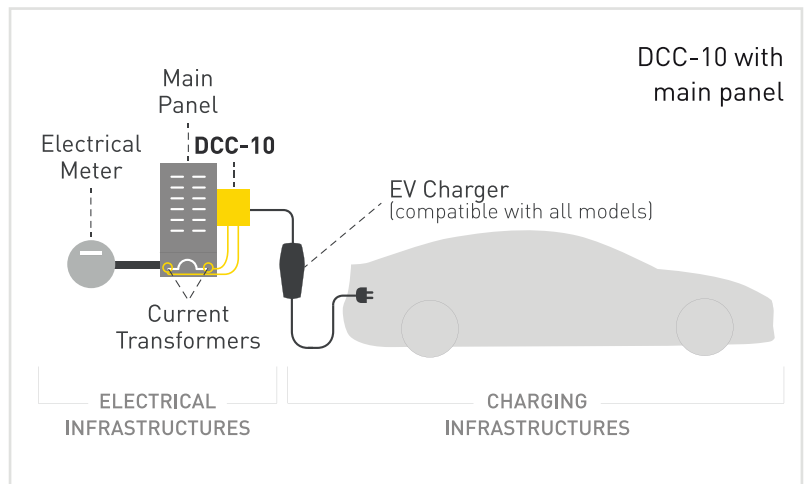 DCC-10 with
main panel
Main
Panel
Electrical
Meter
DCC-10
EV Charger
(compatible with all models)
Current
Transformers
ELECTRICAL
INFRASTRUCTURES
CHARGING
INFRASTRUCTURES